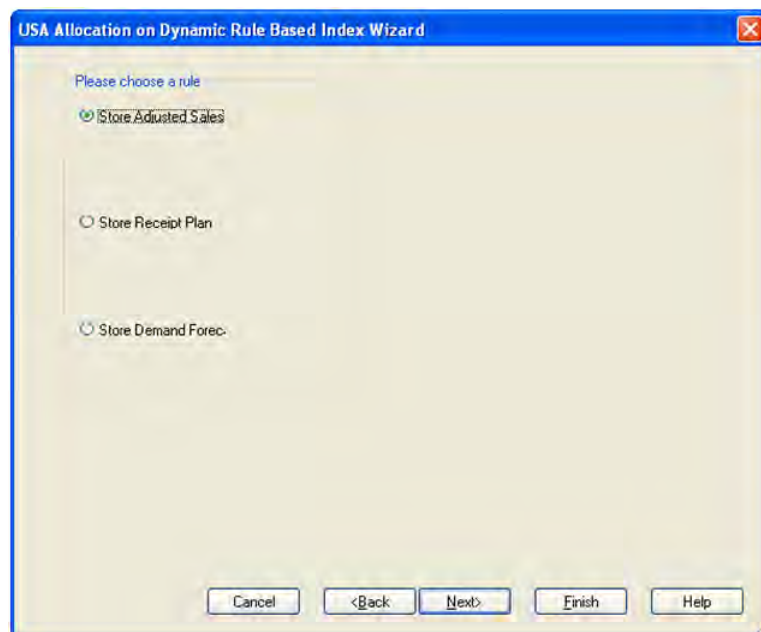 USA Allocation on Dynamic Rule Based Index Wizard
Please choose a rule
Store Adjusted Sales
Store Receipt Plan
Store Demand Forec
Cancel <Back Next> Finish Help